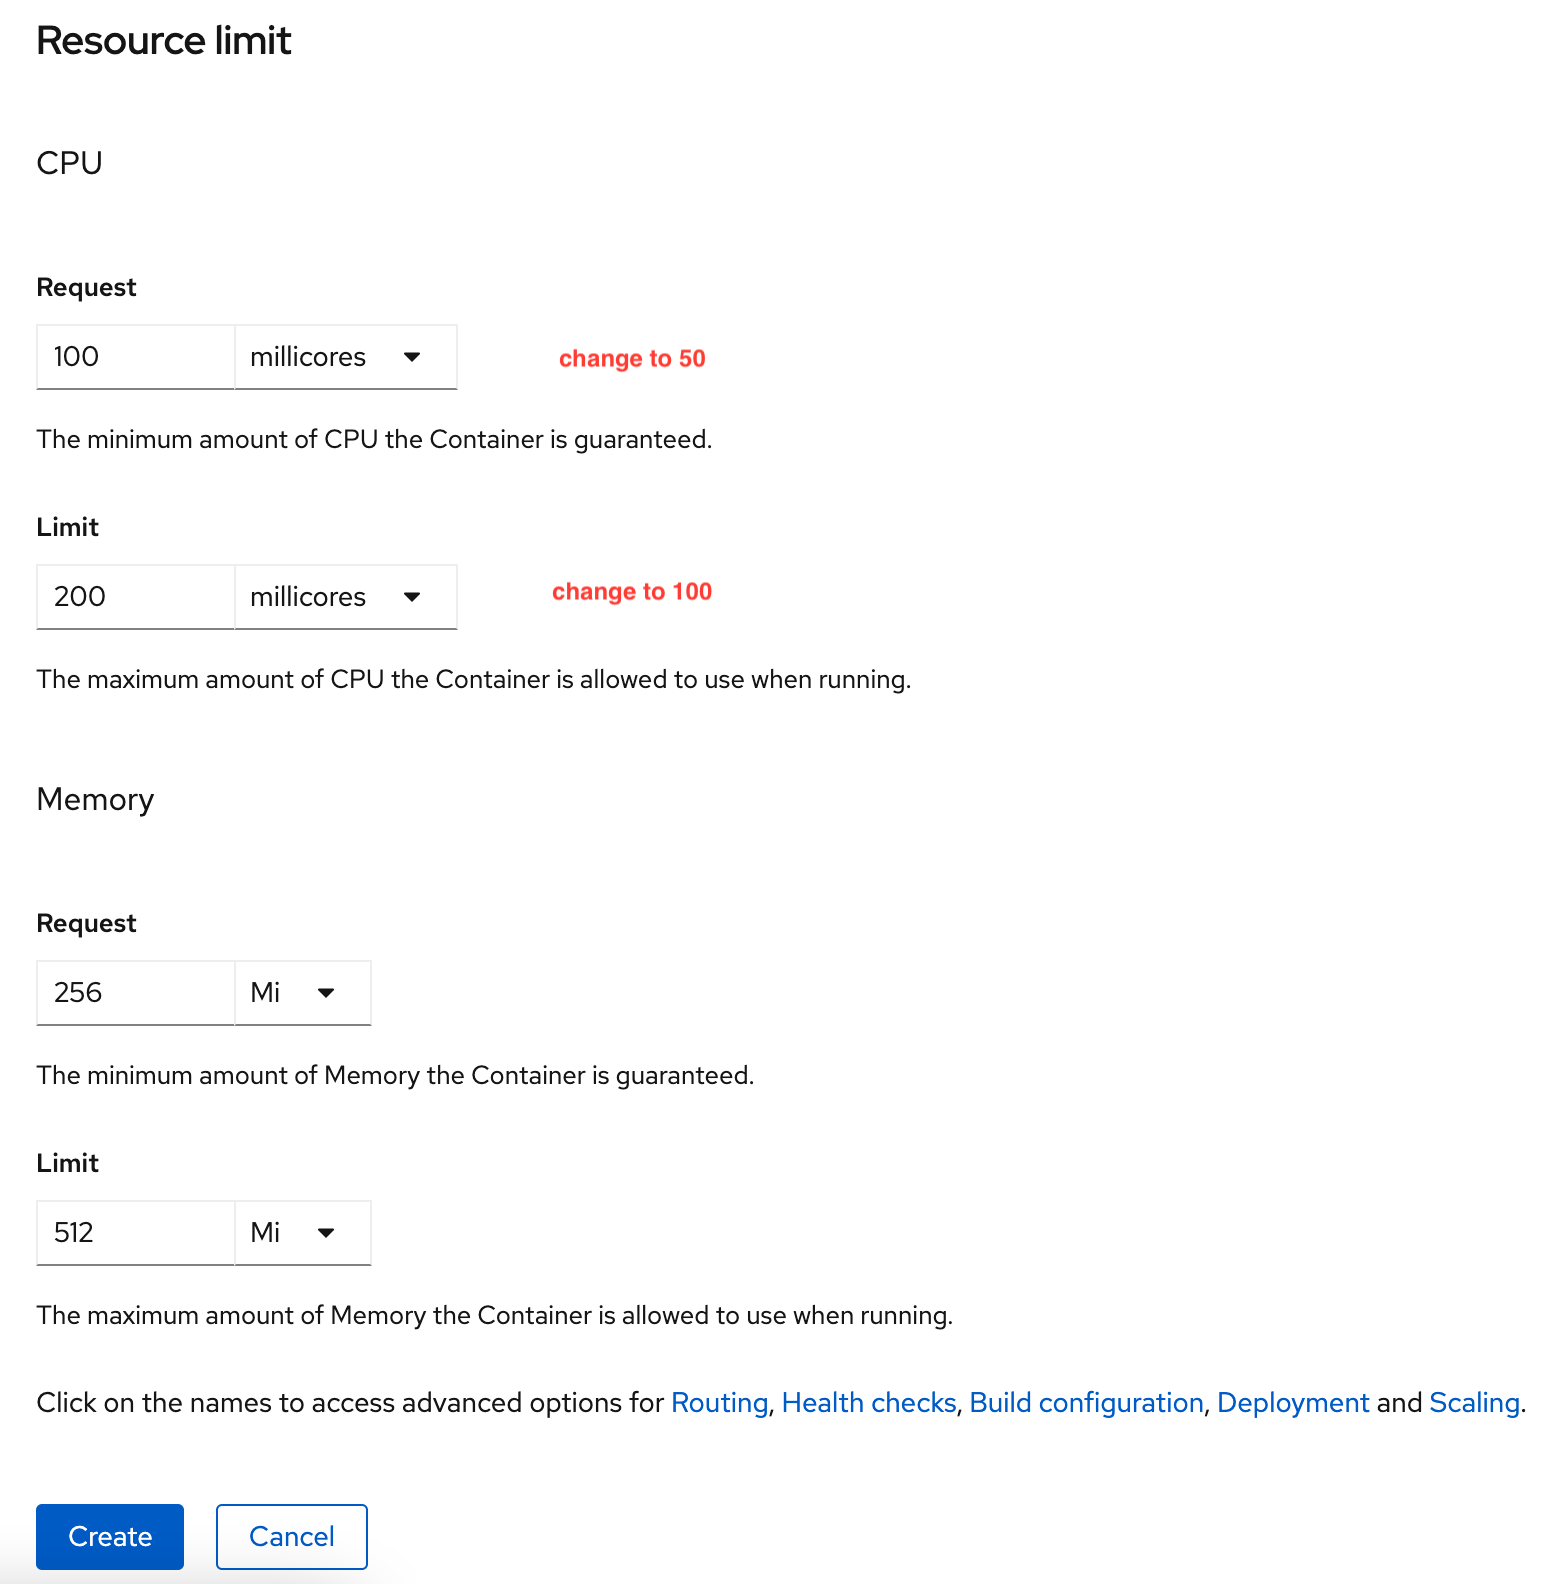 Resource limit
CPU
Request
100 millicores change to 50
The minimum amount of CPU the Container is guaranteed.
Limit
200 millicores change to 100
The maximum amount of CPU the Container is allowed to use when running.
Memory
Request
256 Mi
The minimum amount of Memory the Container is guaranteed.
Limit
512 Mi
The maximum amount of Memory the Container is allowed to use when running.
Click on the names to access advanced options for Routing, Health checks, Build configuration, Deployment and Scaling.
Create Cancel